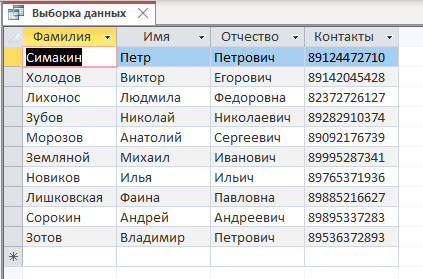 Выборка данных
Фамилия Имя Отчество Контакты
Симакин Петр Петрович 89124472710
Холодов Виктор Егорович 89142045428
Лихонос Людмила Федоровна 82372726127
Зубов Николай Николаевич 89282910374
Морозов Анатолий Сергеевич 89092176739
Земляной Михаил Иванович 89995287341
Новиков Илья Ильич 89765371936
Лишковская Фаина Павловна 89885216627
Сорокин Андрей Андреевич 89895337283
Зотов Владимир Петрович 89536372893